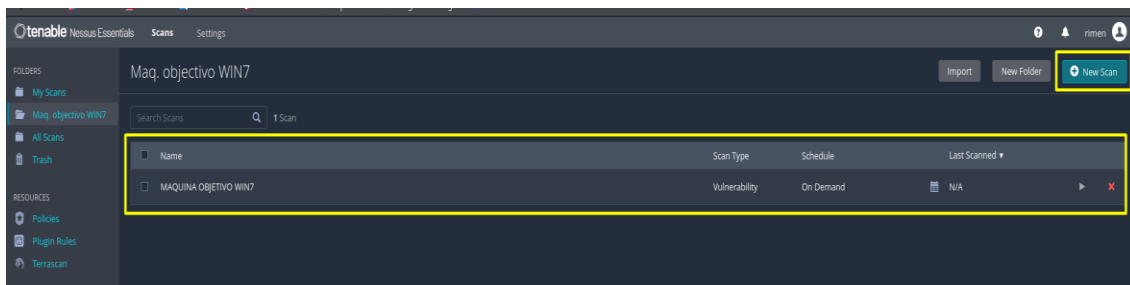 tenable Nessus Essentials Scans Settings rimen
FOLDERS
My Scans
Maq. objectivo WIN7
All Scans
Trash
RESOURCES
Policies
Plugin Rules
Terrascan
Maq. objectivo WIN7
Import New Folder New Scan
Search Scans 1 Scan
Name Scan Type Schedule Last Scanned
MAQUINA OBJETIVO WIN7 Vulnerability On Demand N/A